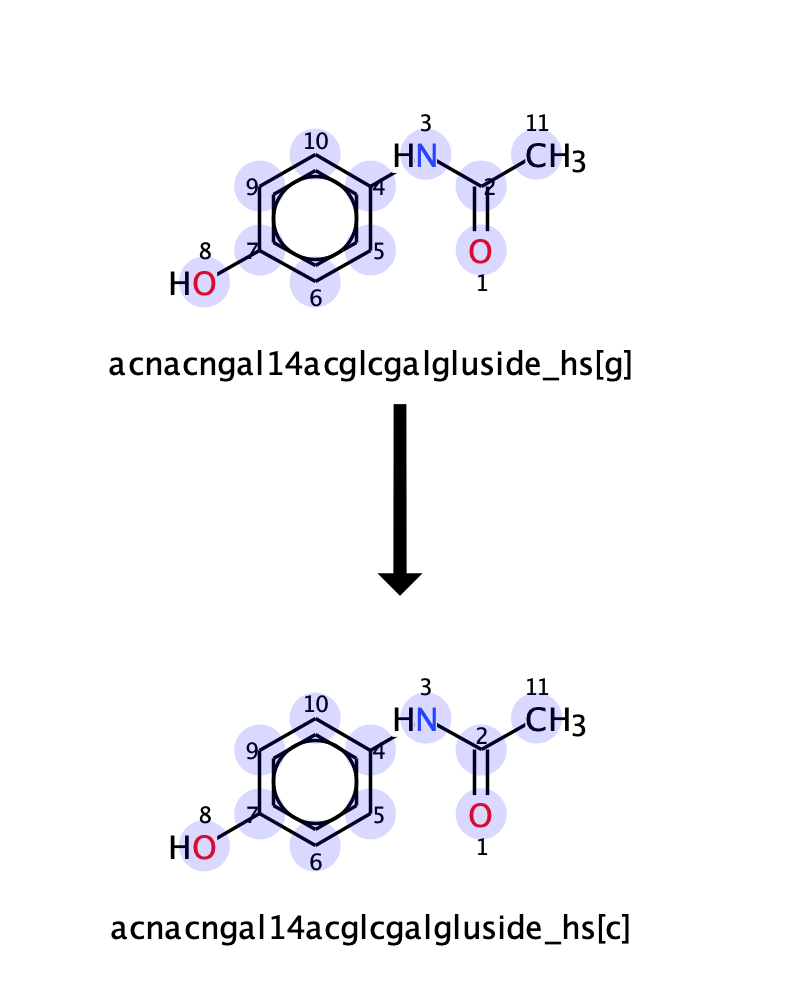 3 11
10 HN CH3
9 4 2
8 7 5 O
HO 6 1
acnacngal14acglcgalgluside_hs[g]
3 11
10 HN CH3
9 4 2
8 7 5 O
HO 6 1
acnacngal14acglcgalgluside_hs[c]